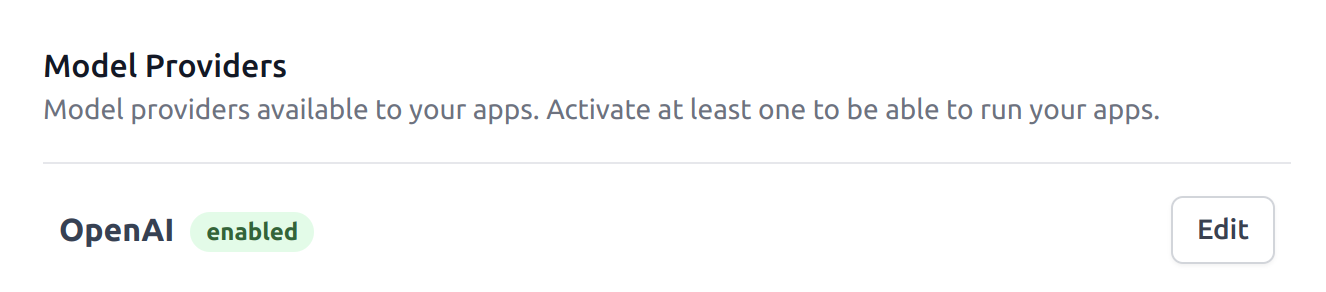 Model Providers
Model providers available to your apps. Activate at least one to be able to run your apps.
OpenAI enabled Edit